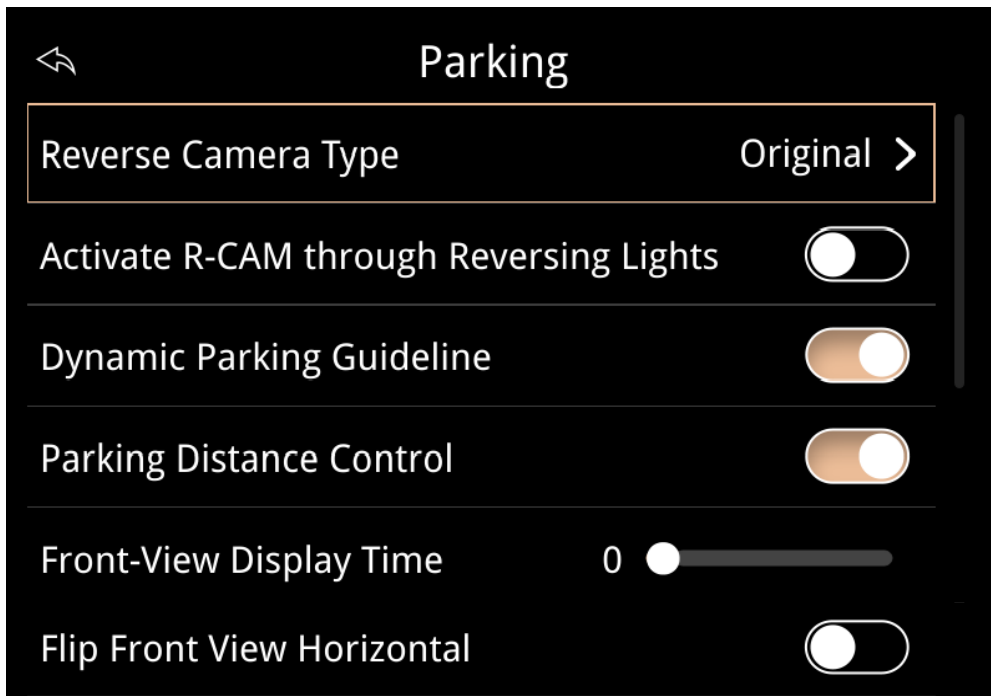 Parking
Reverse Camera Type Original
Activate R-CAM through Reversing Lights
Dynamic Parking Guideline
Parking Distance Control
Front-View Display Time 0
Flip Front View Horizontal